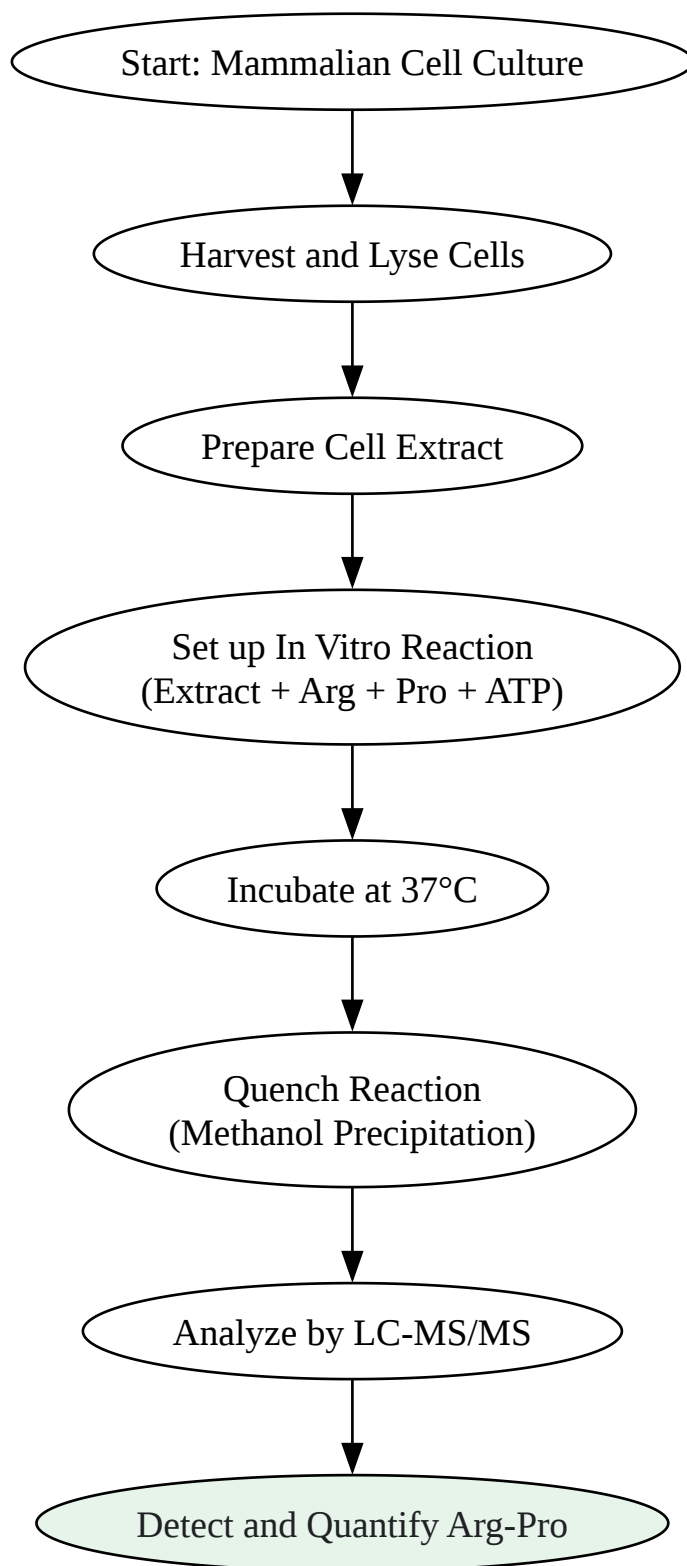 Start: Mammalian Cell Culture
Harvest and Lyse Cells
Prepare Cell Extract
Set up In Vitro Reaction
(Extract + Arg + Pro + ATP)
Incubate at 37°C
Quench Reaction
(Methanol Precipitation)
Analyze by LC-MS/MS
Detect and Quantify Arg-Pro